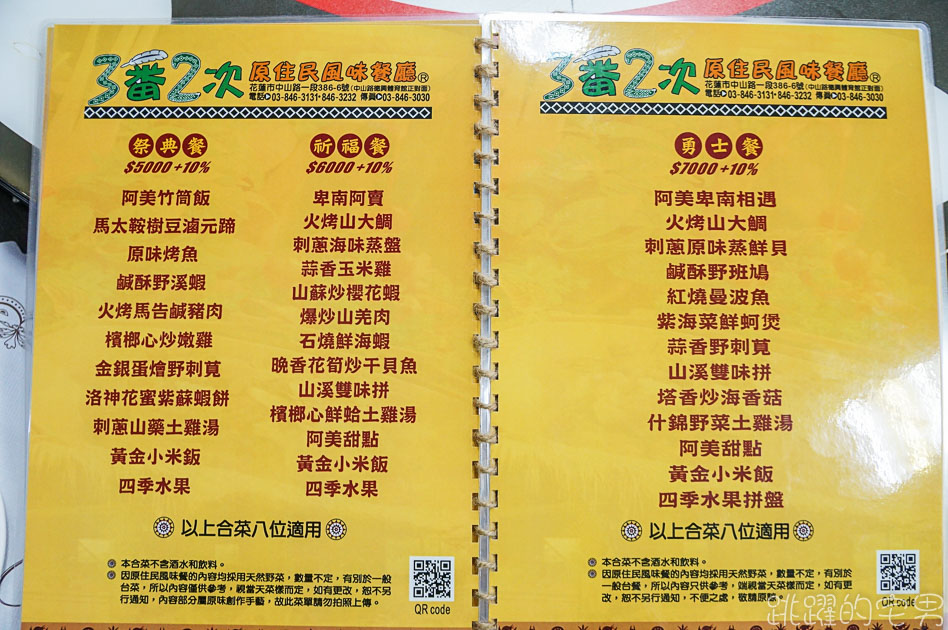 3番2次 原住民風味餐廳®
花蓮市中山路一段386-6號(中山路德興體育館正對面)
電話 03-846-3131・846-3232 傳真 03-846-3030
祭典餐
$5000+10%
阿美竹筒飯
馬太鞍樹豆滷元蹄
原味烤魚
鹹酥野溪蝦
火烤馬告鹹豬肉
檳榔心炒嫩雞
金銀蛋燴野刺莧
洛神花蜜紫蘇蝦餅
刺蔥山藥土雞湯
黃金小米飯
四季水果
祈福餐
$6000+10%
卑南阿賣
火烤山大鯛
刺蔥海味蒸盤
蒜香玉米雞
山蘇炒櫻花蝦
爆炒山羌肉
石燒鮮海蝦
晚香花筍炒干貝魚
山溪雙味拼
檳榔心鮮蛤土雞湯
阿美甜點
黃金小米飯
四季水果
以上合菜八位適用
本合菜不含酒水和飲料。
因原住民風味餐的內容均採用天然野菜，數量不定，有別於一般
台菜，所以內容僅供參考，視當天菜樣而定，如有更改，恕不另
行通知，內容部分屬原味創作手藝，故此菜單請勿拍照上傳。
QR code
3番2次 原住民風味餐廳®
花蓮市中山路一段386-6號(中山路德興體育館正對面)
電話 03-846-3131・846-3232 傳真 03-846-3030
勇士餐
$7000+10%
阿美卑南相遇
火烤山大鯛
刺蔥原味蒸鮮貝
鹹酥野班鳩
紅燒曼波魚
紫海菜鮮蚵煲
蒜香野刺莧
山溪雙味拼
塔香炒海香菇
什錦野菜土雞湯
阿美甜點
黃金小米飯
四季水果拼盤
以上合菜八位適用
本合菜不含酒水和飲料。
因原住民風味餐的內容均採用天然野菜，數量不定，有別於
一般台餐，所以內容只供參考，端視當天菜樣而定，如有更
改，恕不另行通知，不便之處，敬請原諒。
QR code
跳躍的宅男